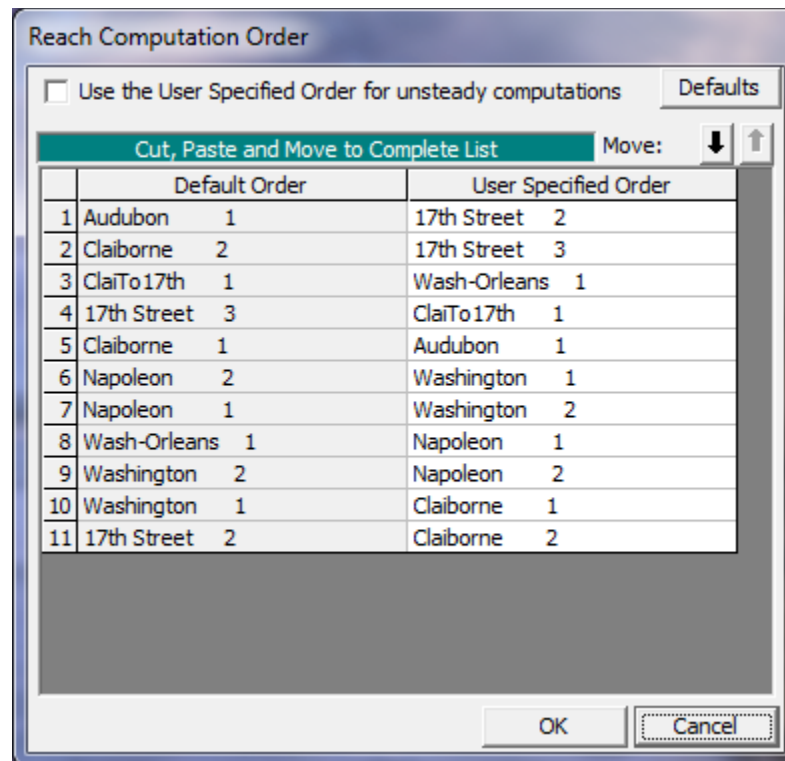 Reach Computation Order
Use the User Specified Order for unsteady computations Defaults
Cut, Paste and Move to Complete List Move:
Default Order User Specified Order
1 Audubon 1 17th Street 2
2 Claiborne 2 17th Street 3
3 ClaiTo17th 1 Wash-Orleans 1
4 17th Street 3 ClaiTo17th 1
5 Claiborne 1 Audubon 1
6 Napoleon 2 Washington 1
7 Napoleon 1 Washington 2
8 Wash-Orleans 1 Napoleon 1
9 Washington 2 Napoleon 2
10 Washington 1 Claiborne 1
11 17th Street 2 Claiborne 2
OK Cancel